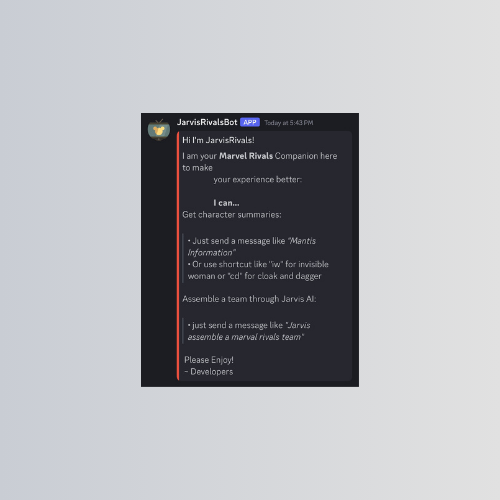 JarvisRivalsBot APP Today at 5:43 PM
Hi I'm JarvisRivals!
I am your Marvel Rivals Companion here
to make
your experience better:
I can...
Get character summaries:
• Just send a message like "Mantis
Information"
• Or use shortcut like "iw" for invisible
woman or "cd" for cloak and dagger
Assemble a team through Jarvis AI:
• just send a message like "Jarvis
assemble a marval rivals team"
Please Enjoy!
- Developers